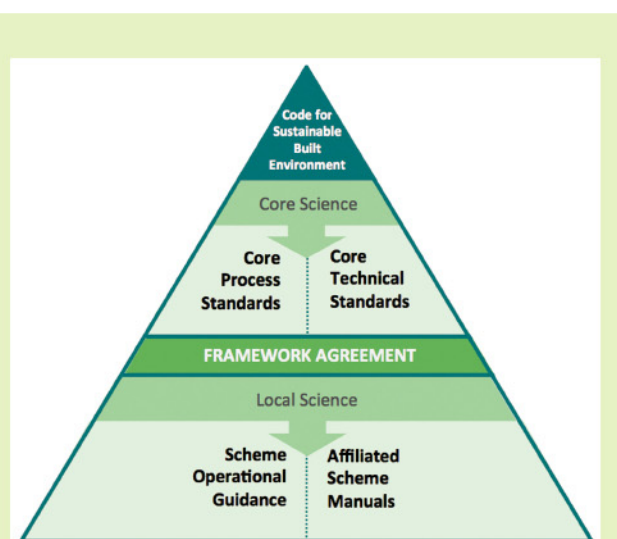 Code for
Sustainable
Built
Environment
Core Science
Core
Process
Standards
Core
Technical
Standards
FRAMEWORK AGREEMENT
Local Science
Scheme
Operational
Guidance
Affiliated
Scheme
Manuals